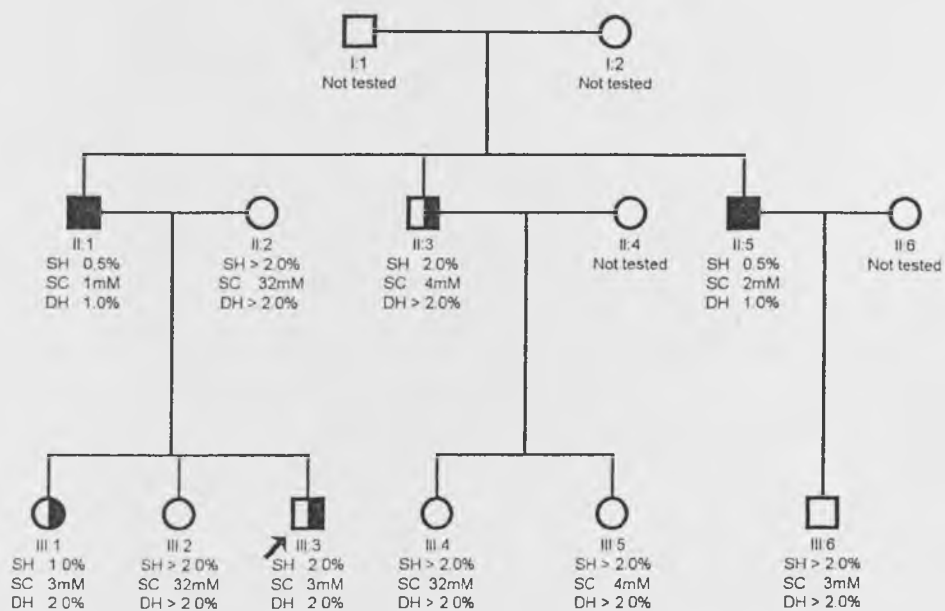 I:1
Not tested
I:2
Not tested
II:1
SH 0.5%
SC 1mM
DH 1.0%
II:2
SH > 2.0%
SC 32mM
DH > 2.0%
II:3
SH 2.0%
SC 4mM
DH > 2.0%
II:4
Not tested
II:5
SH 0.5%
SC 2mM
DH 1.0%
II:6
Not tested
III:1
SH 1.0%
SC 3mM
DH 2.0%
III:2
SH > 2.0%
SC 32mM
DH > 2.0%
III:3
SH 2.0%
SC 3mM
DH 2.0%
III:4
SH > 2.0%
SC 32mM
DH > 2.0%
III:5
SH > 2.0%
SC 4mM
DH > 2.0%
III:6
SH > 2.0%
SC 3mM
DH > 2.0%